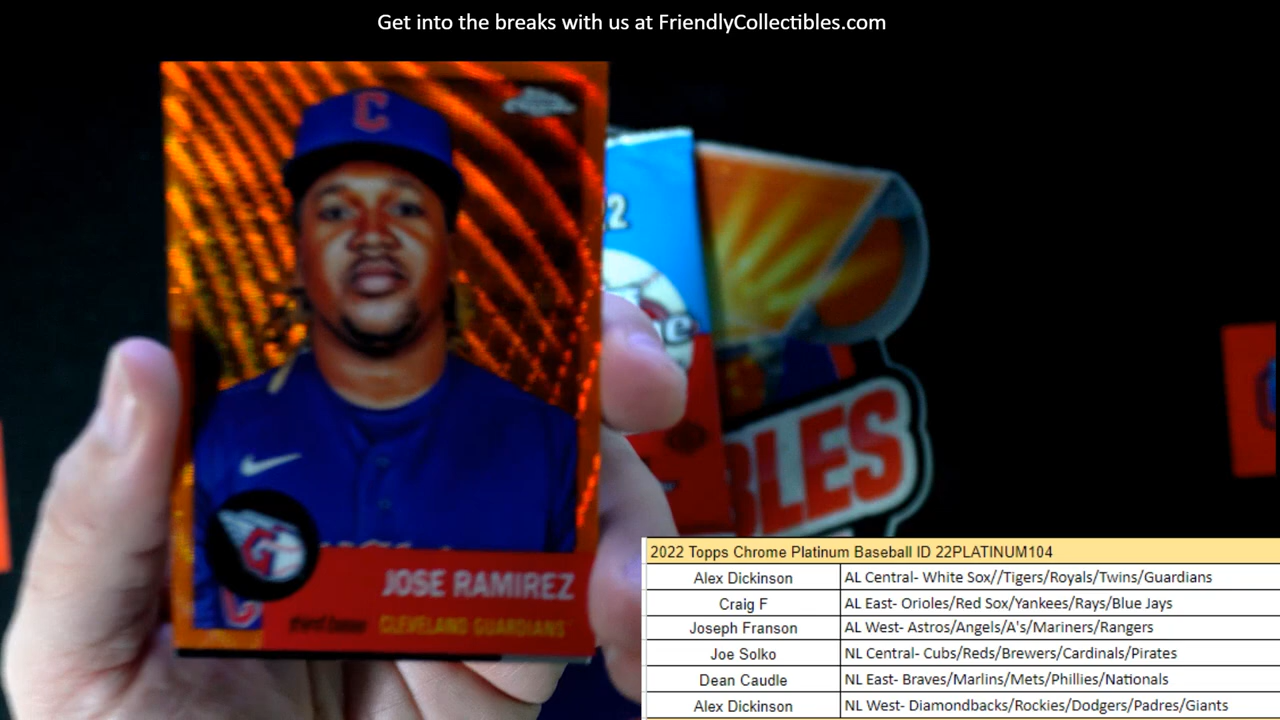 Get into the breaks with us at FriendlyCollectibles.com
C
JOSE RAMIREZ
third base CLEVELAND GUARDIANS
BLES
2022 Topps Chrome Platinum Baseball ID 22PLATINUM104
Alex Dickinson AL Central- White Sox//Tigers/Royals/Twins/Guardians
Craig F AL East- Orioles/Red Sox/Yankees/Rays/Blue Jays
Joseph Franson AL West- Astros/Angels/A's/Mariners/Rangers
Joe Solko NL Central- Cubs/Reds/Brewers/Cardinals/Pirates
Dean Caudle NL East- Braves/Marlins/Mets/Phillies/Nationals
Alex Dickinson NL West- Diamondbacks/Rockies/Dodgers/Padres/Giants